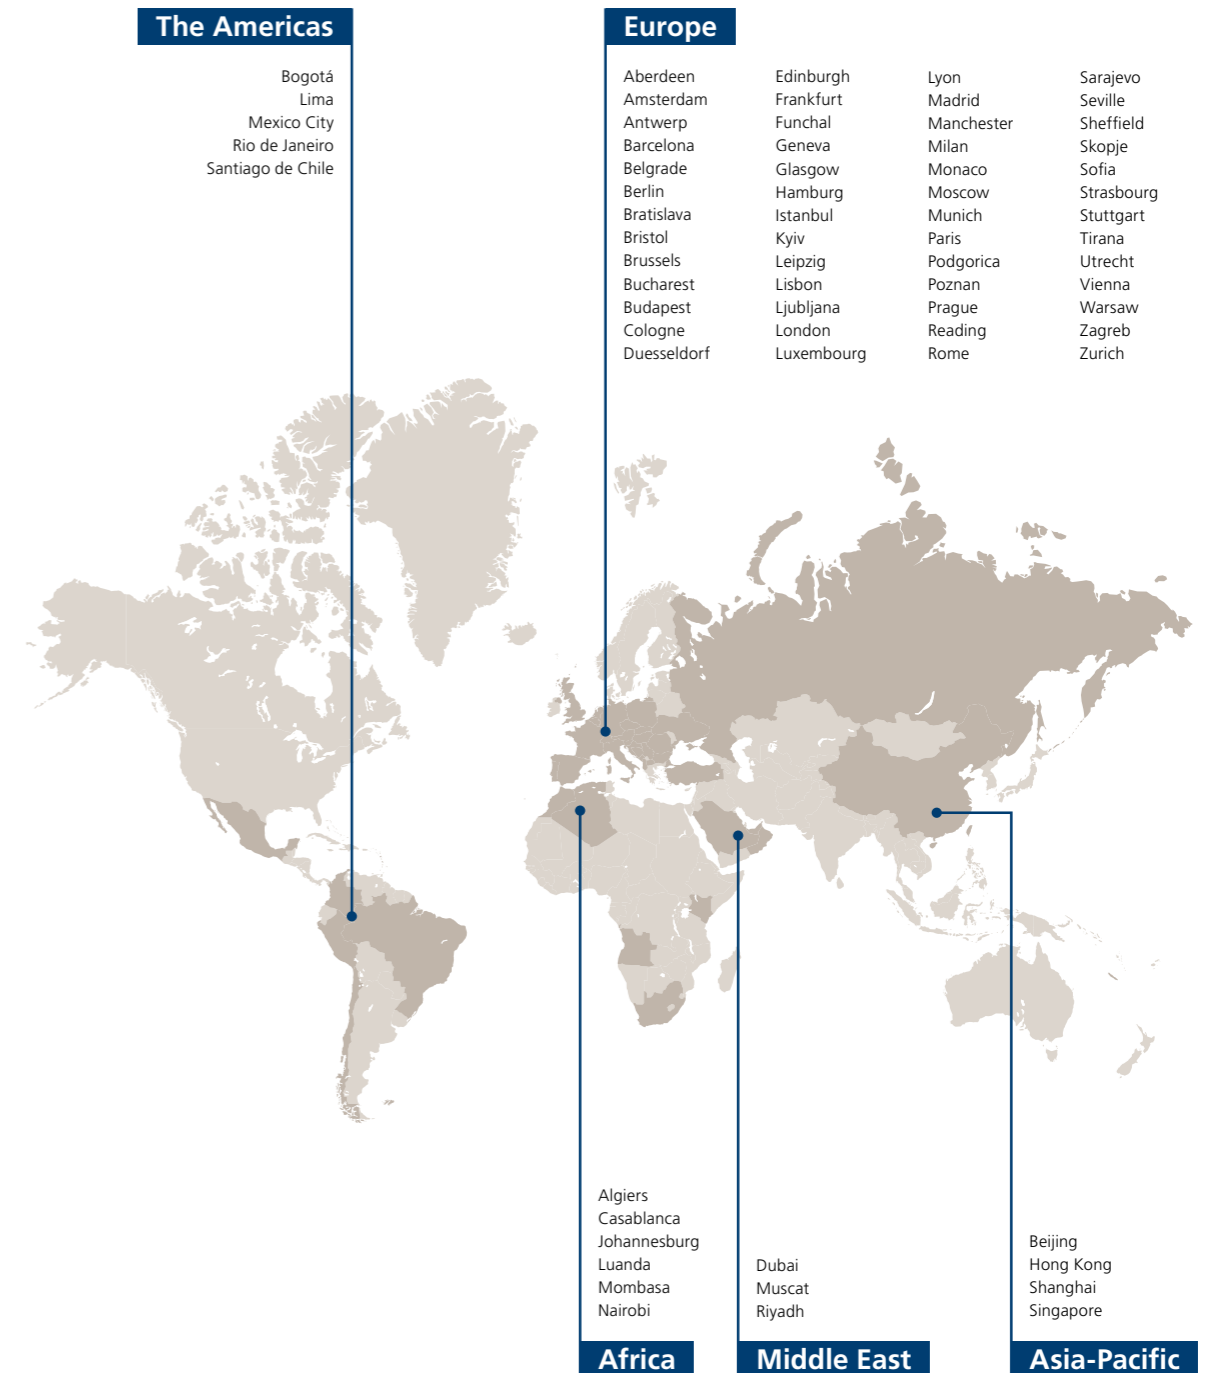 The Americas
Bogotá
Lima
Mexico City
Rio de Janeiro
Santiago de Chile
Europe
Aberdeen
Amsterdam
Antwerp
Barcelona
Belgrade
Berlin
Bratislava
Bristol
Brussels
Bucharest
Budapest
Cologne
Duesseldorf
Edinburgh
Frankfurt
Funchal
Geneva
Glasgow
Hamburg
Istanbul
Kyiv
Leipzig
Lisbon
Ljubljana
London
Luxembourg
Lyon
Madrid
Manchester
Milan
Monaco
Moscow
Munich
Paris
Podgorica
Poznan
Prague
Reading
Rome
Sarajevo
Seville
Sheffield
Skopje
Sofia
Strasbourg
Stuttgart
Tirana
Utrecht
Vienna
Warsaw
Zagreb
Zurich
Algiers
Casablanca
Johannesburg
Luanda
Mombasa
Nairobi
Africa
Dubai
Muscat
Riyadh
Middle East
Beijing
Hong Kong
Shanghai
Singapore
Asia-Pacific